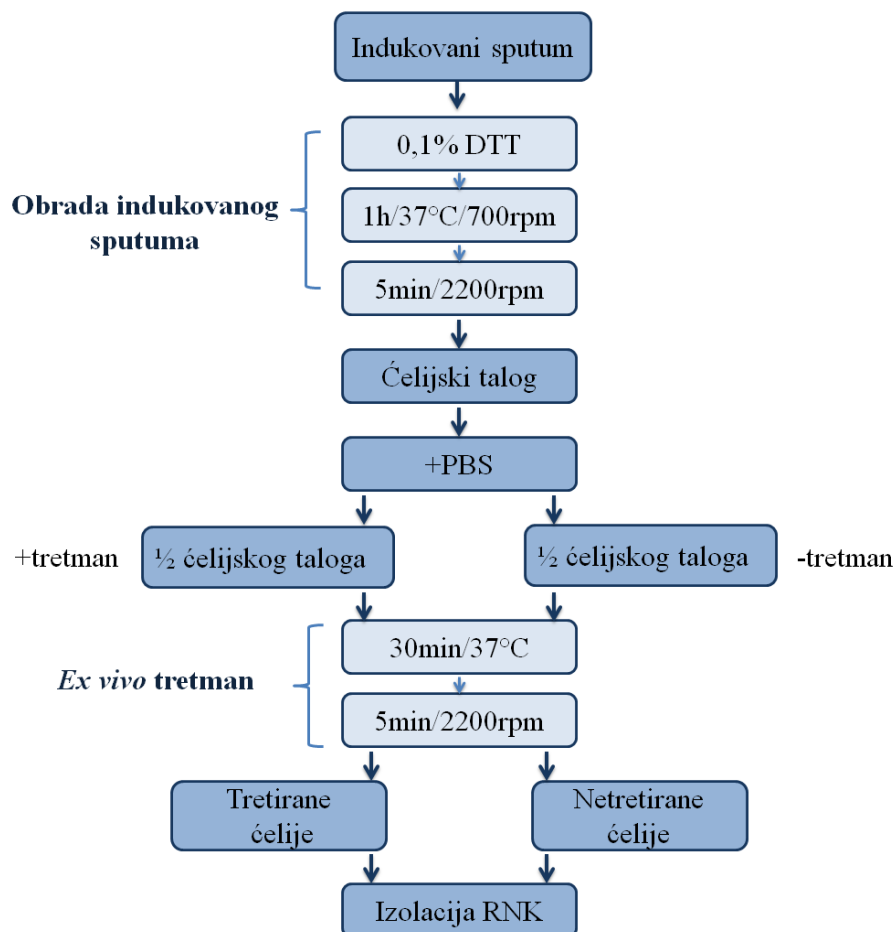 Indukovani sputum
0,1% DTT
Obrada indukovanog
sputuma
1h/37°C/700rpm
5min/2200rpm
Ćelijski talog
+PBS
+tretman
½ ćelijskog taloga
½ ćelijskog taloga
-tretman
30min/37°C
Ex vivo tretman
5min/2200rpm
Tretirane
ćelije
Netretirane
ćelije
Izolacija RNK